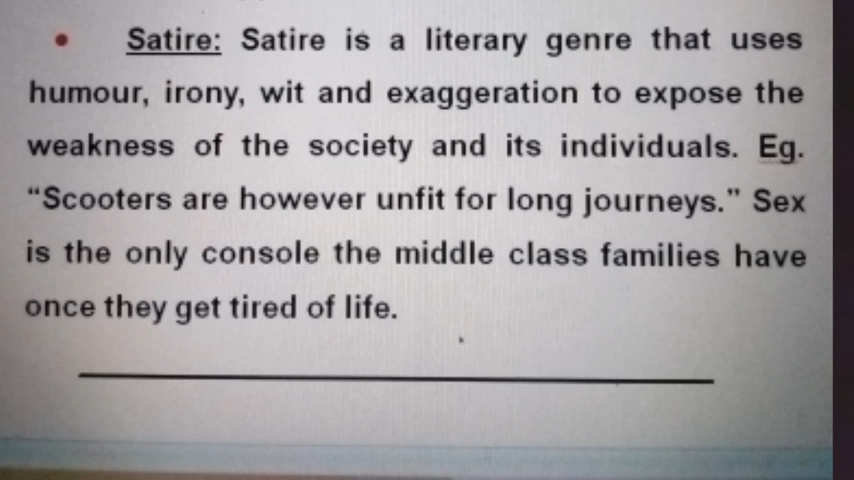 • Satire: Satire is a literary genre that uses
humour, irony, wit and exaggeration to expose the
weakness of the society and its individuals. Eg.
“Scooters are however unfit for long journeys.” Sex
is the only console the middle class families have
once they get tired of life.